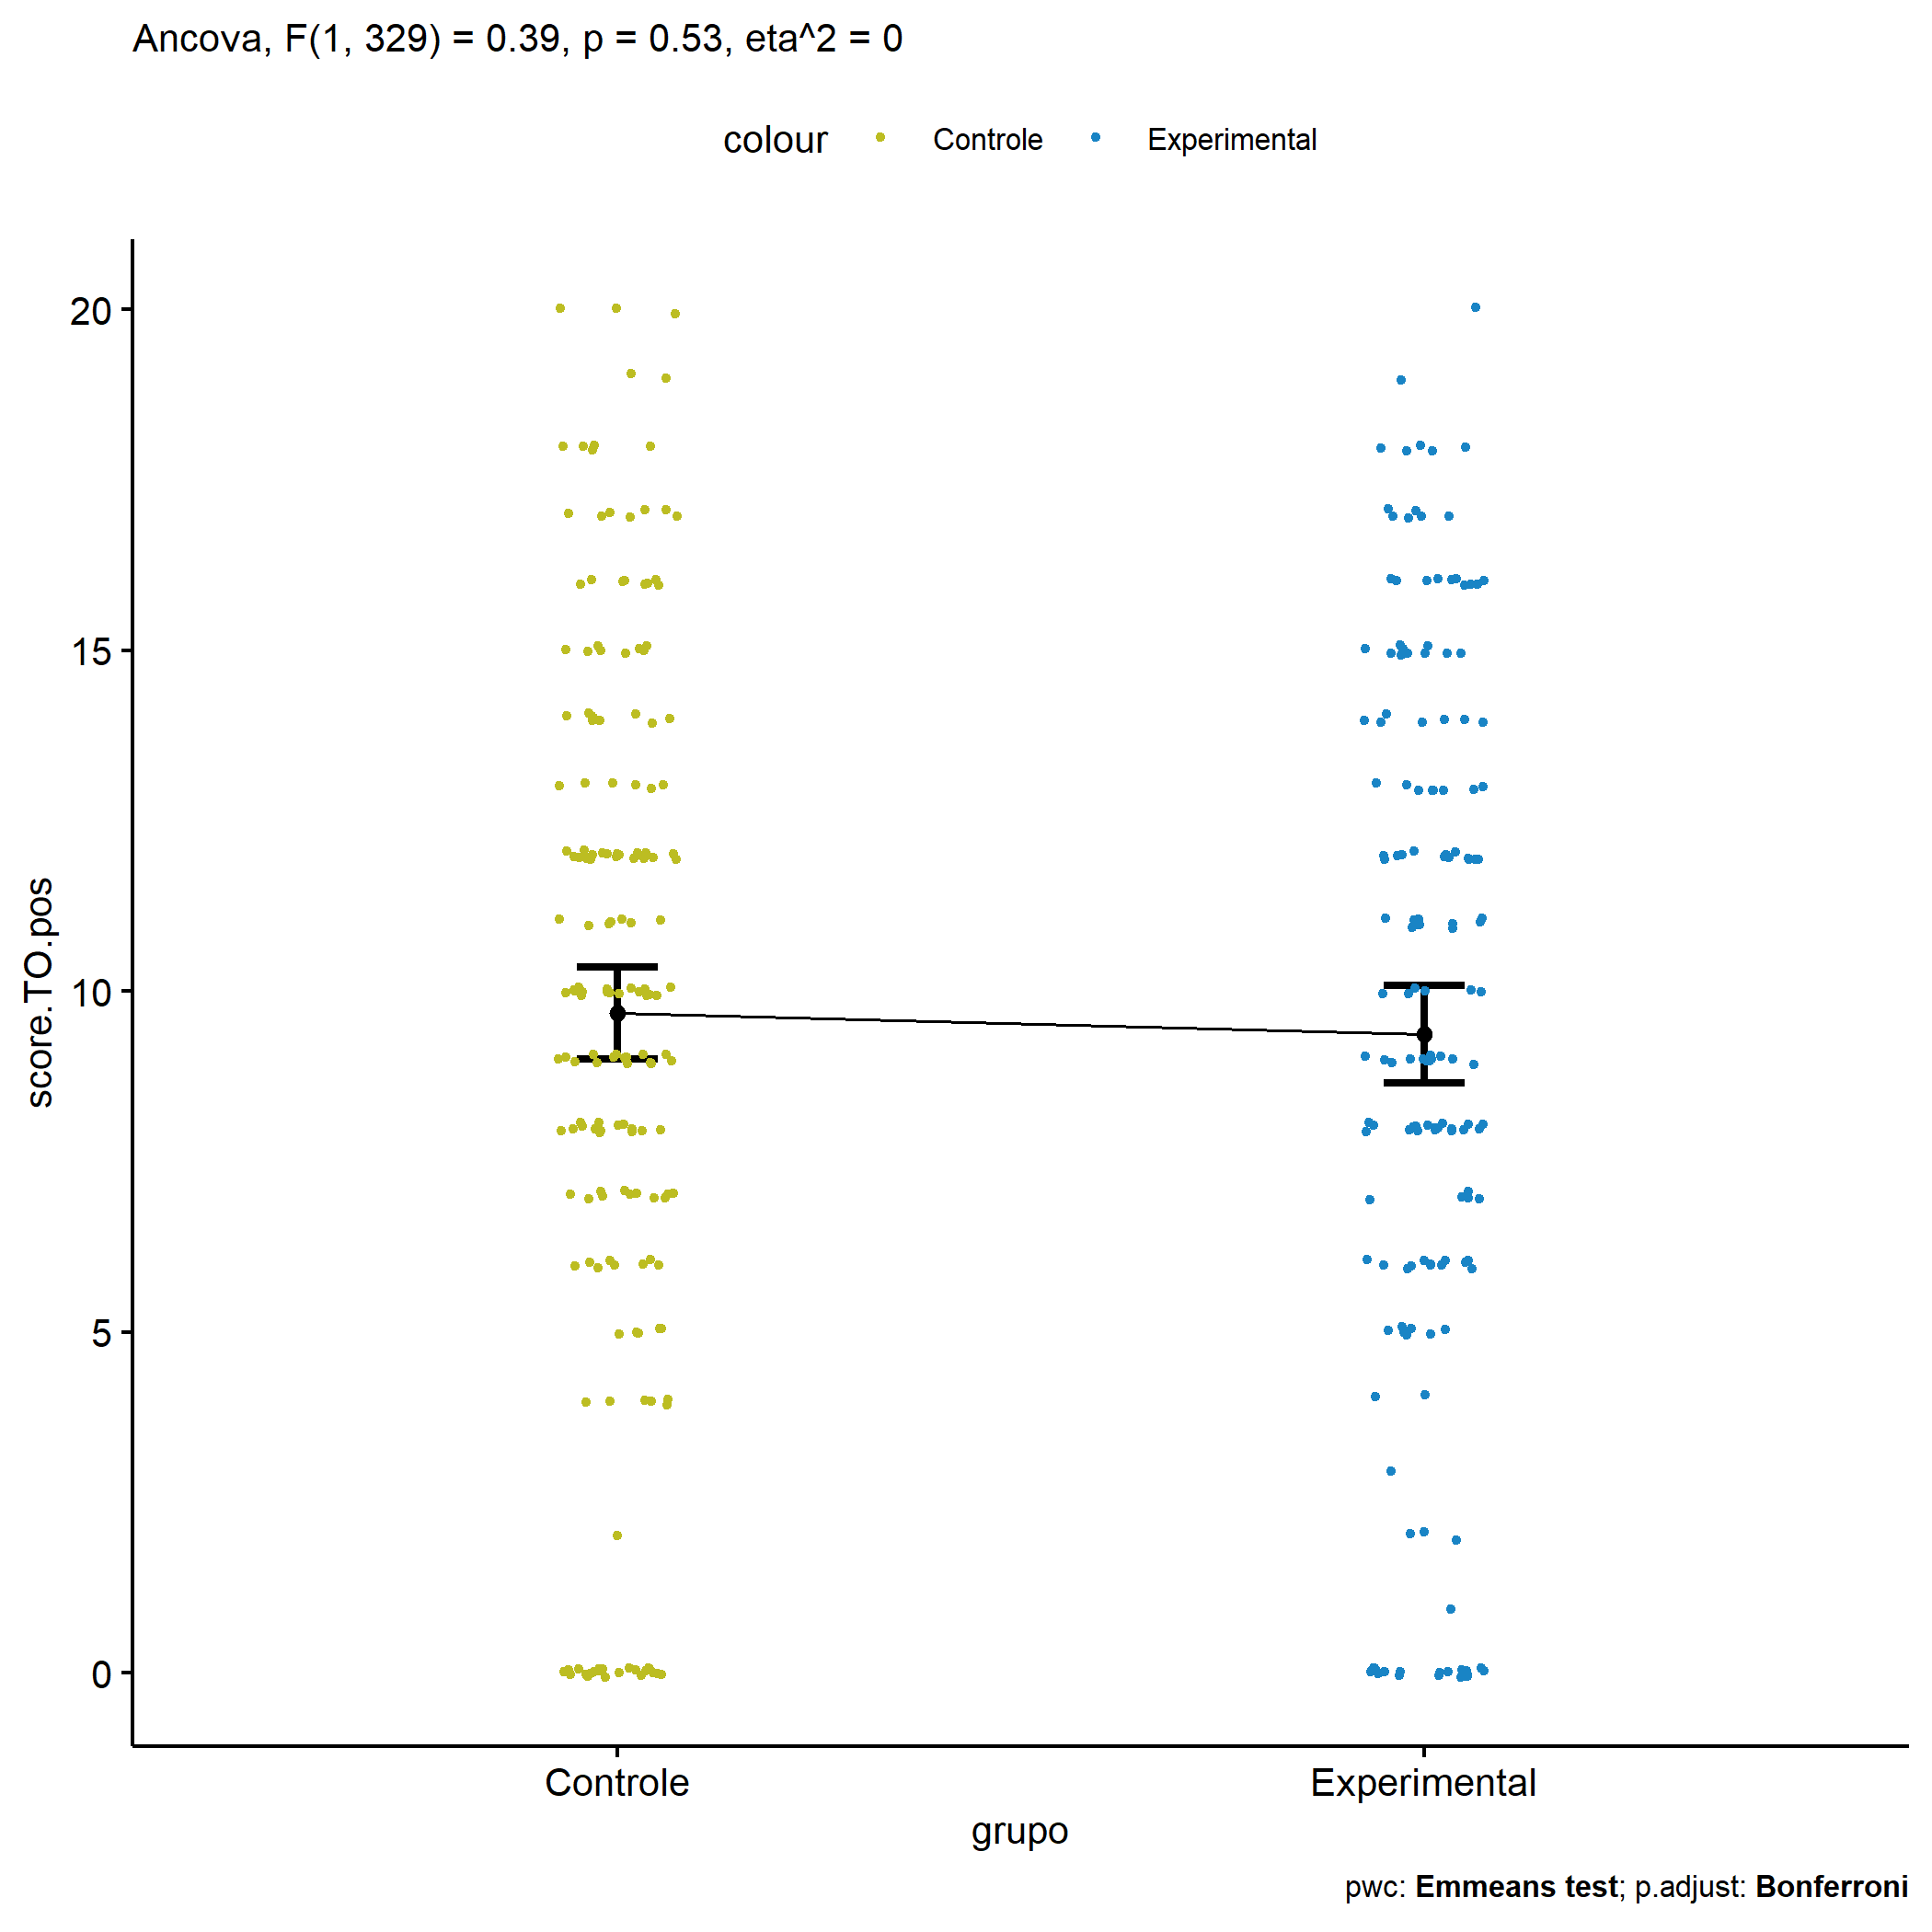 Ancova, F(1, 329) = 0.39, p = 0.53, eta^2 = 0
colour Controle Experimental
score.TO.pos
20
15
10
5
0
Controle Experimental
grupo
pwc: Emmeans test; p.adjust: Bonferroni